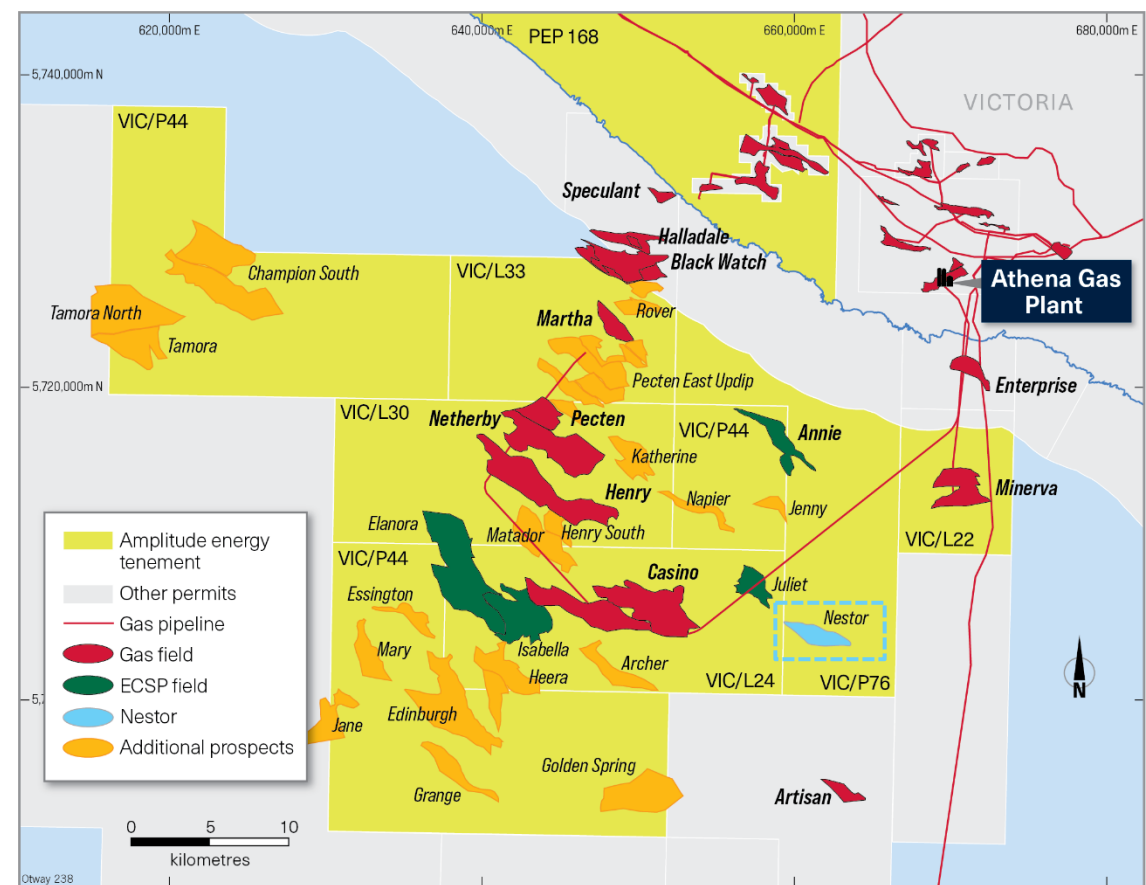 620,000m E
640,000m E
660,000m E
680,000m E
PEP 168
5,740,000m N
VICTORIA
VIC/P44
Speculant
Halladale
Black Watch
VIC/L33
Champion South
Athena Gas
Plant
Tamora North
Rover
Martha
Tamora
Pecten East Updip
5,720,000m N
Enterprise
VIC/L30
Netherby
Pecten
VIC/P44
Annie
Katherine
Henry
Minerva
Napier
Jenny
Elanora
Matador
Henry South
VIC/L22
VIC/P44
Casino
Juliet
Essington
Nestor
Mary
Isabella
Archer
Heera
VIC/L24
VIC/P76
Jane
Edinburgh
Golden Spring
Grange
Artisan
Amplitude energy
tenement
Other permits
Gas pipeline
Gas field
ECSP field
Nestor
Additional prospects
N
0 5 10
kilometres
Otway 238